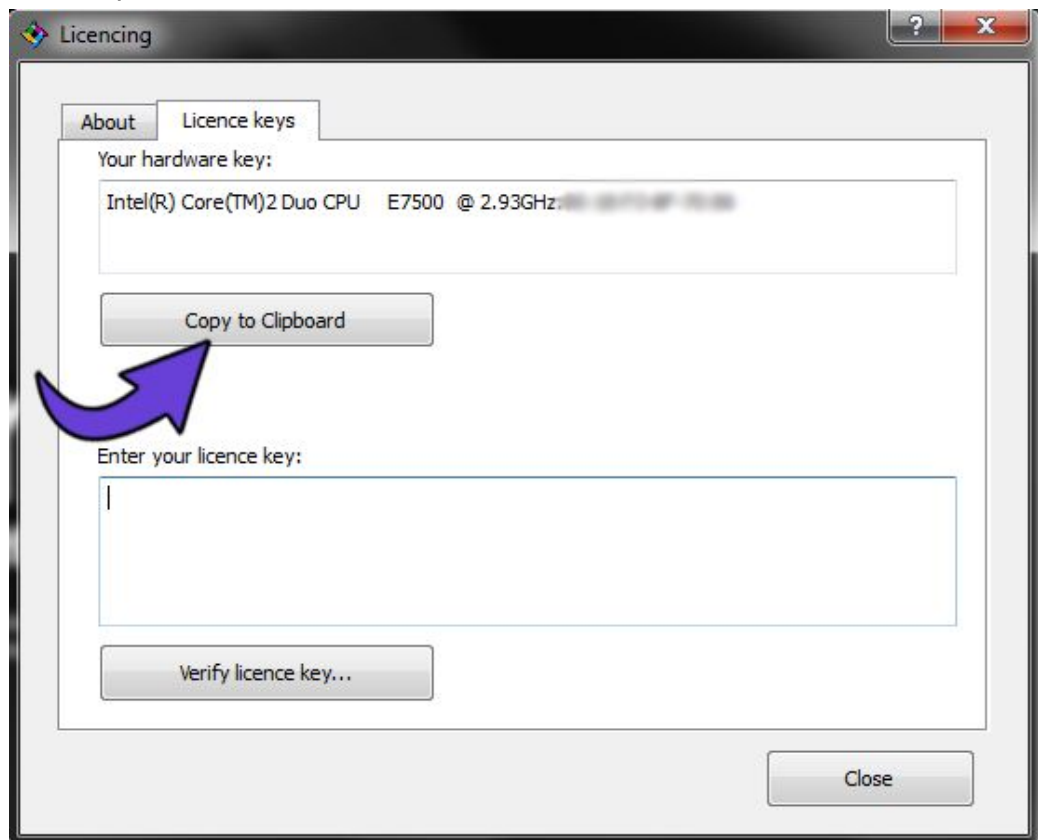 Licencing
? X
About Licence keys
Your hardware key:
Intel(R) Core(TM)2 Duo CPU E7500 @ 2.93GHz
Copy to Clipboard
Enter your licence key:
Verify licence key...
Close